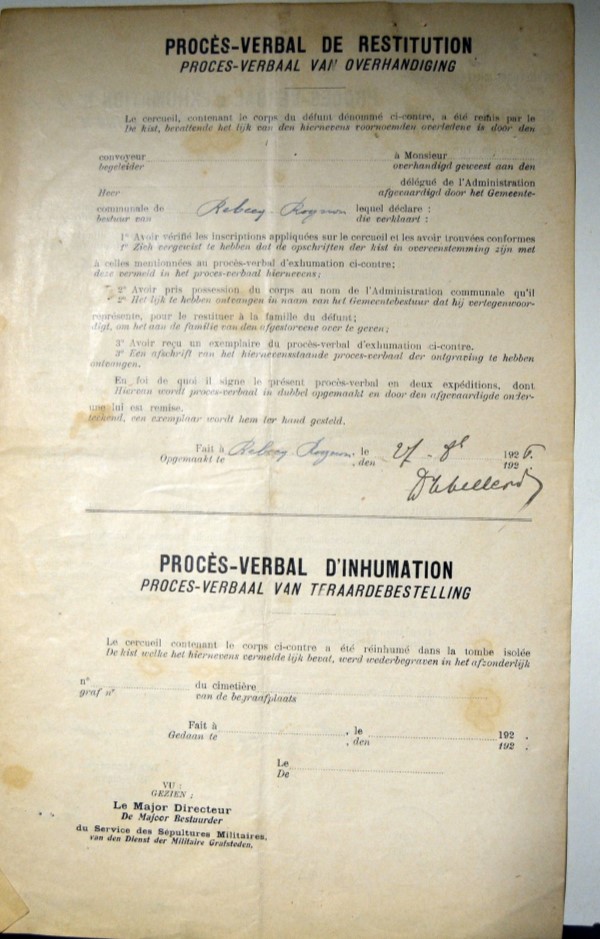 PROCÈS-VERBAL DE RESTITUTION
PROCES-VERBAAL VAN OVERHANDIGING
Le cercueil, contenant le corps du défunt dénommé ci-contre, a été remis par le
De kist, bevattende het lijk van den hiernevens voornoemden overledene is door den
convoyeur à Monsieur
begeleider overhandigd geweest aan den
délégué de l'Administration
Heer afgevaardigd door het Gemeente-
communale de Rebecq-Rognon lequel déclare :
bestuur van die verklaart :
1° Avoir vérifié les inscriptions appliquées sur le cercueil et les avoir trouvées conformes
1° Zich vergewist te hebben dat de opschriften der kist in overeenstemming zijn met
à celles mentionnées au procès-verbal d'exhumation ci-contre;
deze vermeld in het proces-verbaal hiernevens;
2° Avoir pris possession du corps au nom de l'Administration communale qu'il
2° Het lijk te hebben ontvangen in naam van het Gemeentebestuur dat hij vertegenwoor-
représente, pour le restituer à la famille du défunt;
digt, om het aan de familie van den afgestorvene over te geven;
3° Avoir reçu un exemplaire du procès-verbal d'exhumation ci-contre.
3° Een afschrift van het hiernevensstaande proces-verbaal der ontgraving te hebben
ontvangen.
En foi de quoi il signe le présent procès-verbal en deux expéditions, dont
Hiervan wordt proces-verbaal in dubbel opgemaakt en door den afgevaardigde onder-
une lui est remise.
teekend, een exemplaar wordt hem ter hand gesteld.
Fait à Rebecq Rognon, le 27 - 8 192
Opgemaakt te , den 192
PROCÈS-VERBAL D'INHUMATION
PROCES-VERBAAL VAN TERAARDEBESTELLING
Le cercueil contenant le corps ci-contre a été réinhumé dans la tombe isolée
De kist welke het hiernevens vermelde lijk bevat, werd wederbegraven in het afzonderlijk
n° du cimetière
graf n° van de begraafplaats
Fait à , le 192 .
Gedaan te , den 192 .
Le
De
VU :
GEZIEN :
Le Major Directeur
De Majoor Bestuurder
du Service des Sépultures Militaires,
van den Dienst der Militaire Grafsteden.